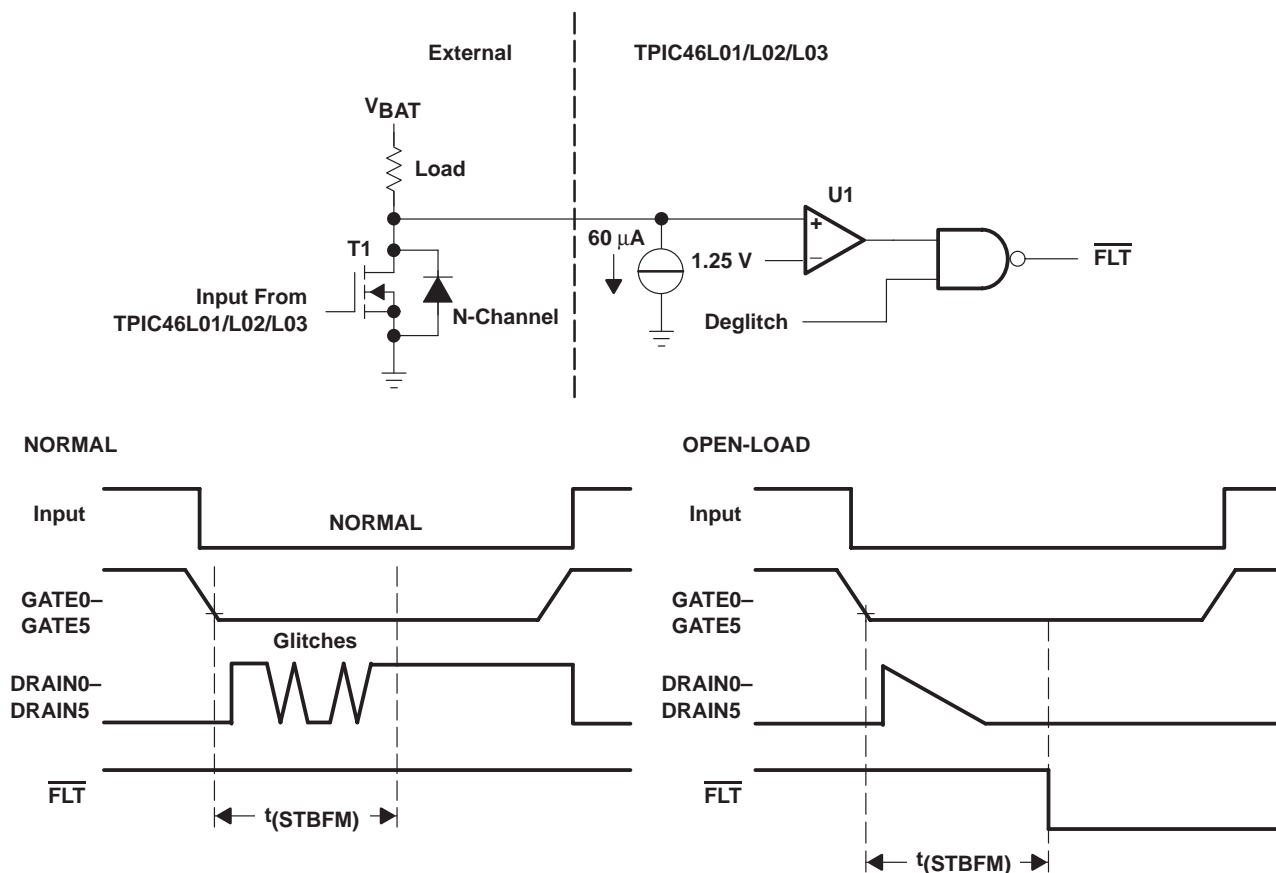 External
TPIC46L01/L02/L03
VBAT
Load
T1
Input From
TPIC46L01/L02/L03
N-Channel
60 μA
1.25 V
U1
+
−
FLT
Deglitch
NORMAL
Input
NORMAL
GATE0–
GATE5
Glitches
DRAIN0–
DRAIN5
FLT
t(STBFM)
OPEN-LOAD
Input
GATE0–
GATE5
DRAIN0–
DRAIN5
FLT
t(STBFM)